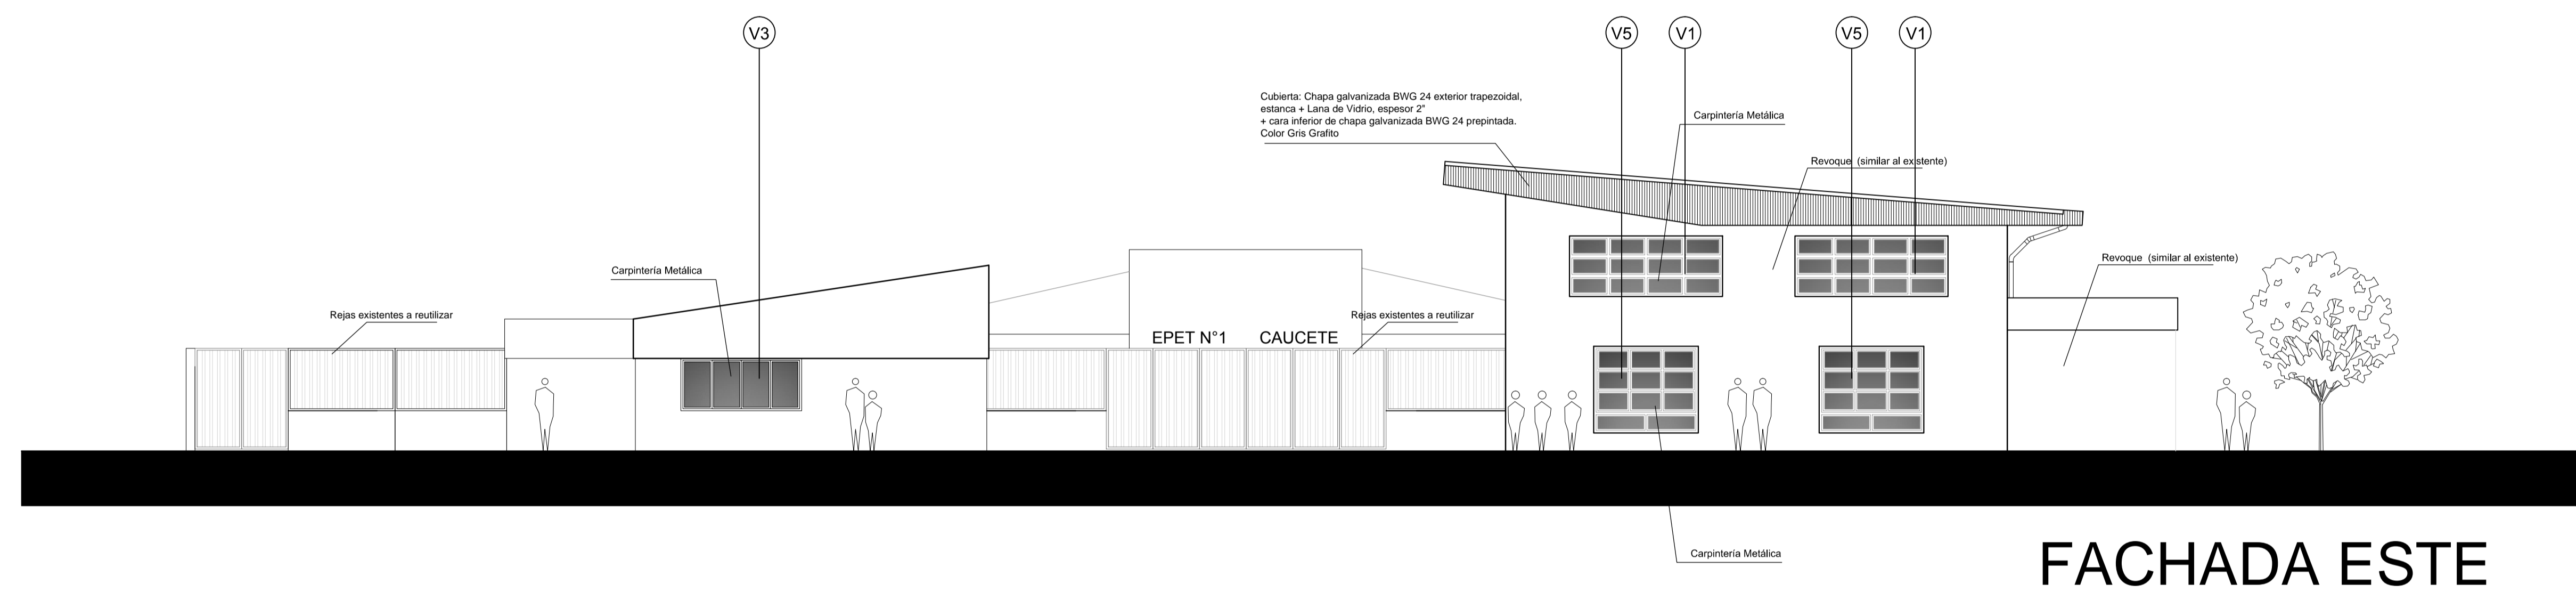 V3
V5
V1
V5
V1
Cubierta: Chapa galvanizada BWG 24 exterior trapezoidal,
estanca + Lana de Vidrio, espesor 2"
+ cara inferior de chapa galvanizada BWG 24 prepintada.
Color Gris Grafito
Carpintería Metálica
Revoque (similar al existente)
Carpintería Metálica
Revoque (similar al existente)
Rejas existentes a reutilizar
Rejas existentes a reutilizar
EPET N°1 CAUCETE
Carpintería Metálica
FACHADA ESTE